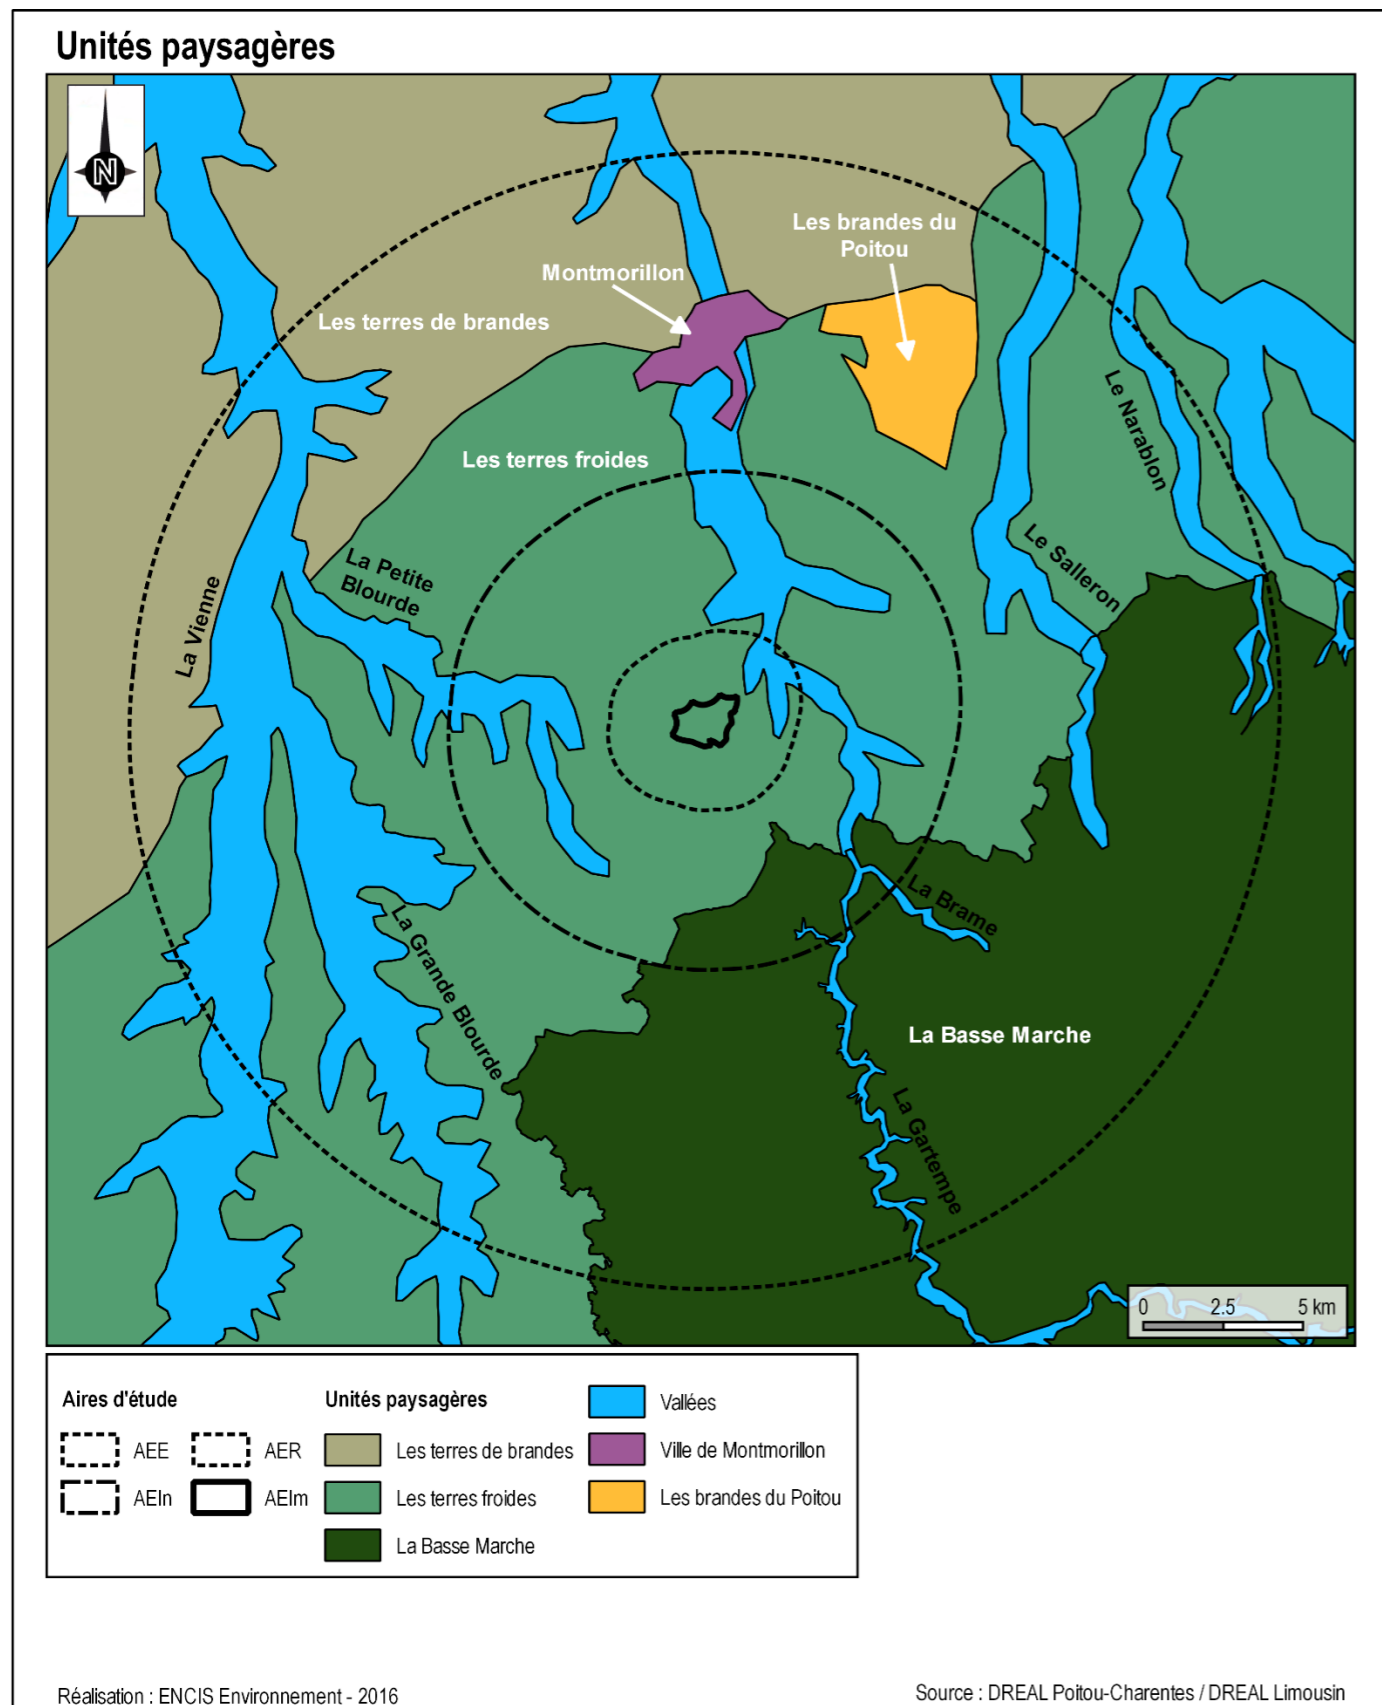 Unités paysagères
N
Les brandes du
Poitou
Montmorillon
Les terres de brandes
Le Narablon
Les terres froides
Le Salleron
La Petite
Blourde
La Vienne
La Brame
La Grande Blourde
La Basse Marche
La Gartempe
0 2.5 5 km
Aires d'étude
AEE
AER
AEIn
AEIm
Unités paysagères
Les terres de brandes
Les terres froides
La Basse Marche
Vallées
Ville de Montmorillon
Les brandes du Poitou
Réalisation : ENCIS Environnement - 2016
Source : DREAL Poitou-Charentes / DREAL Limousin